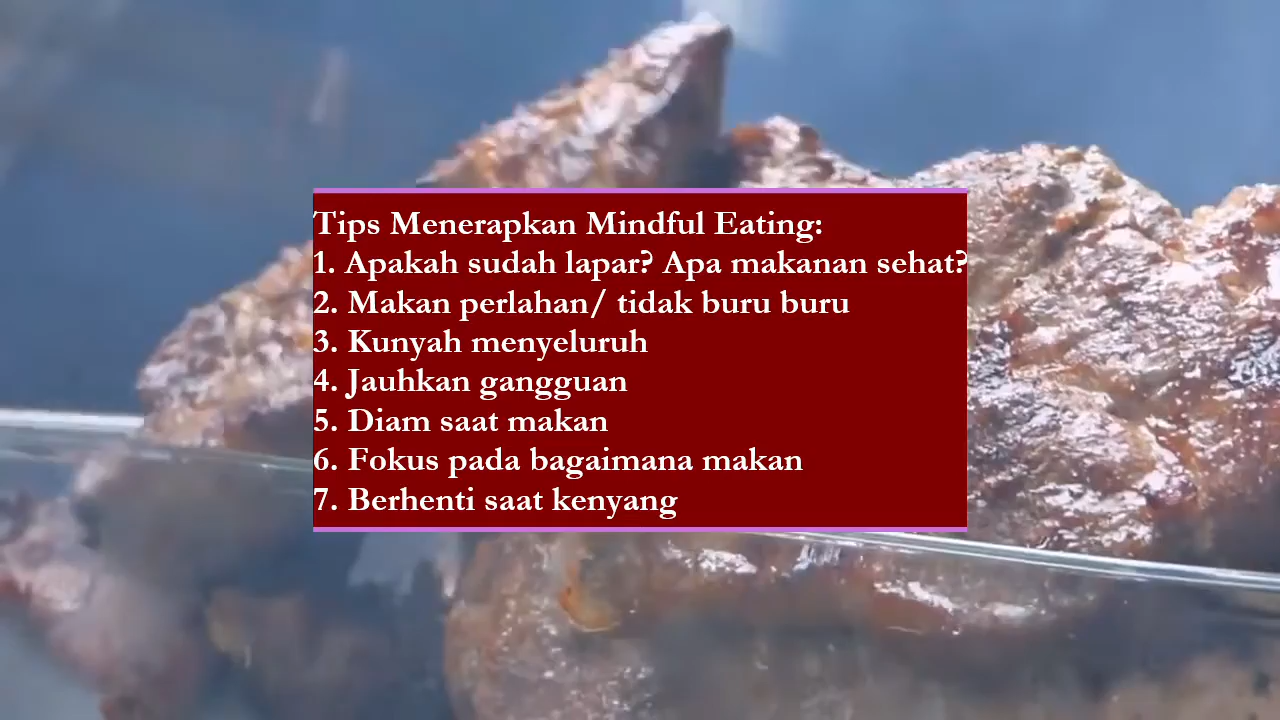 Tips Menerapkan Mindful Eating:
1. Apakah sudah lapar? Apa makanan sehat?
2. Makan perlahan/ tidak buru buru
3. Kunyah menyeluruh
4. Jauhkan gangguan
5. Diam saat makan
6. Fokus pada bagaimana makan
7. Berhenti saat kenyang